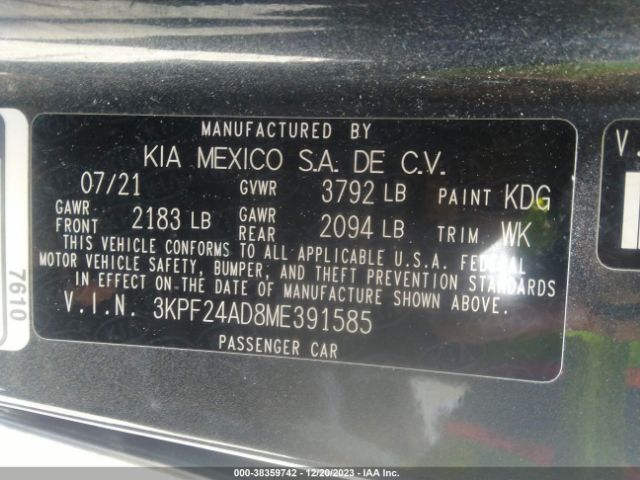 MANUFACTURED BY
KIA MEXICO S.A. DE C.V.
07/21 GVWR 3792 LB PAINT KDG
GAWR FRONT 2183 LB GAWR REAR 2094 LB TRIM WK
THIS VEHICLE CONFORMS TO ALL APPLICABLE U.S.A. FEDERAL
MOTOR VEHICLE SAFETY, BUMPER, AND THEFT PREVENTION STANDARDS
IN EFFECT ON THE DATE OF MANUFACTURE SHOWN ABOVE.
V.I.N. 3KPF24AD8ME391585
PASSENGER CAR
7610
V.
000 - 38359742 - 12/20/2023 - IAA Inc.